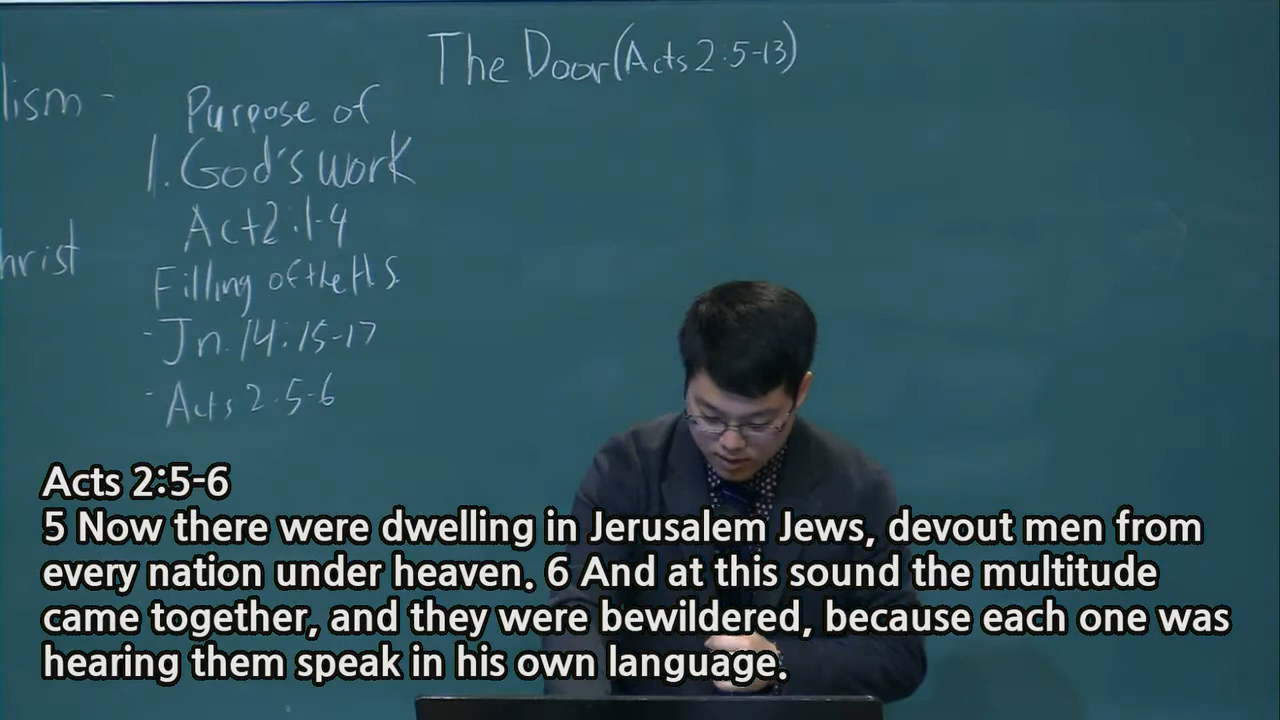 The Door (Acts 2:5-13)
lism -
hrist
Purpose of
1. God's work
Act2:1-4
Filling of the H.S.
- Jn. 14:15-17
- Acts 2:5-6
Acts 2:5-6
5 Now there were dwelling in Jerusalem Jews, devout men from
every nation under heaven. 6 And at this sound the multitude
came together, and they were bewildered, because each one was
hearing them speak in his own language.